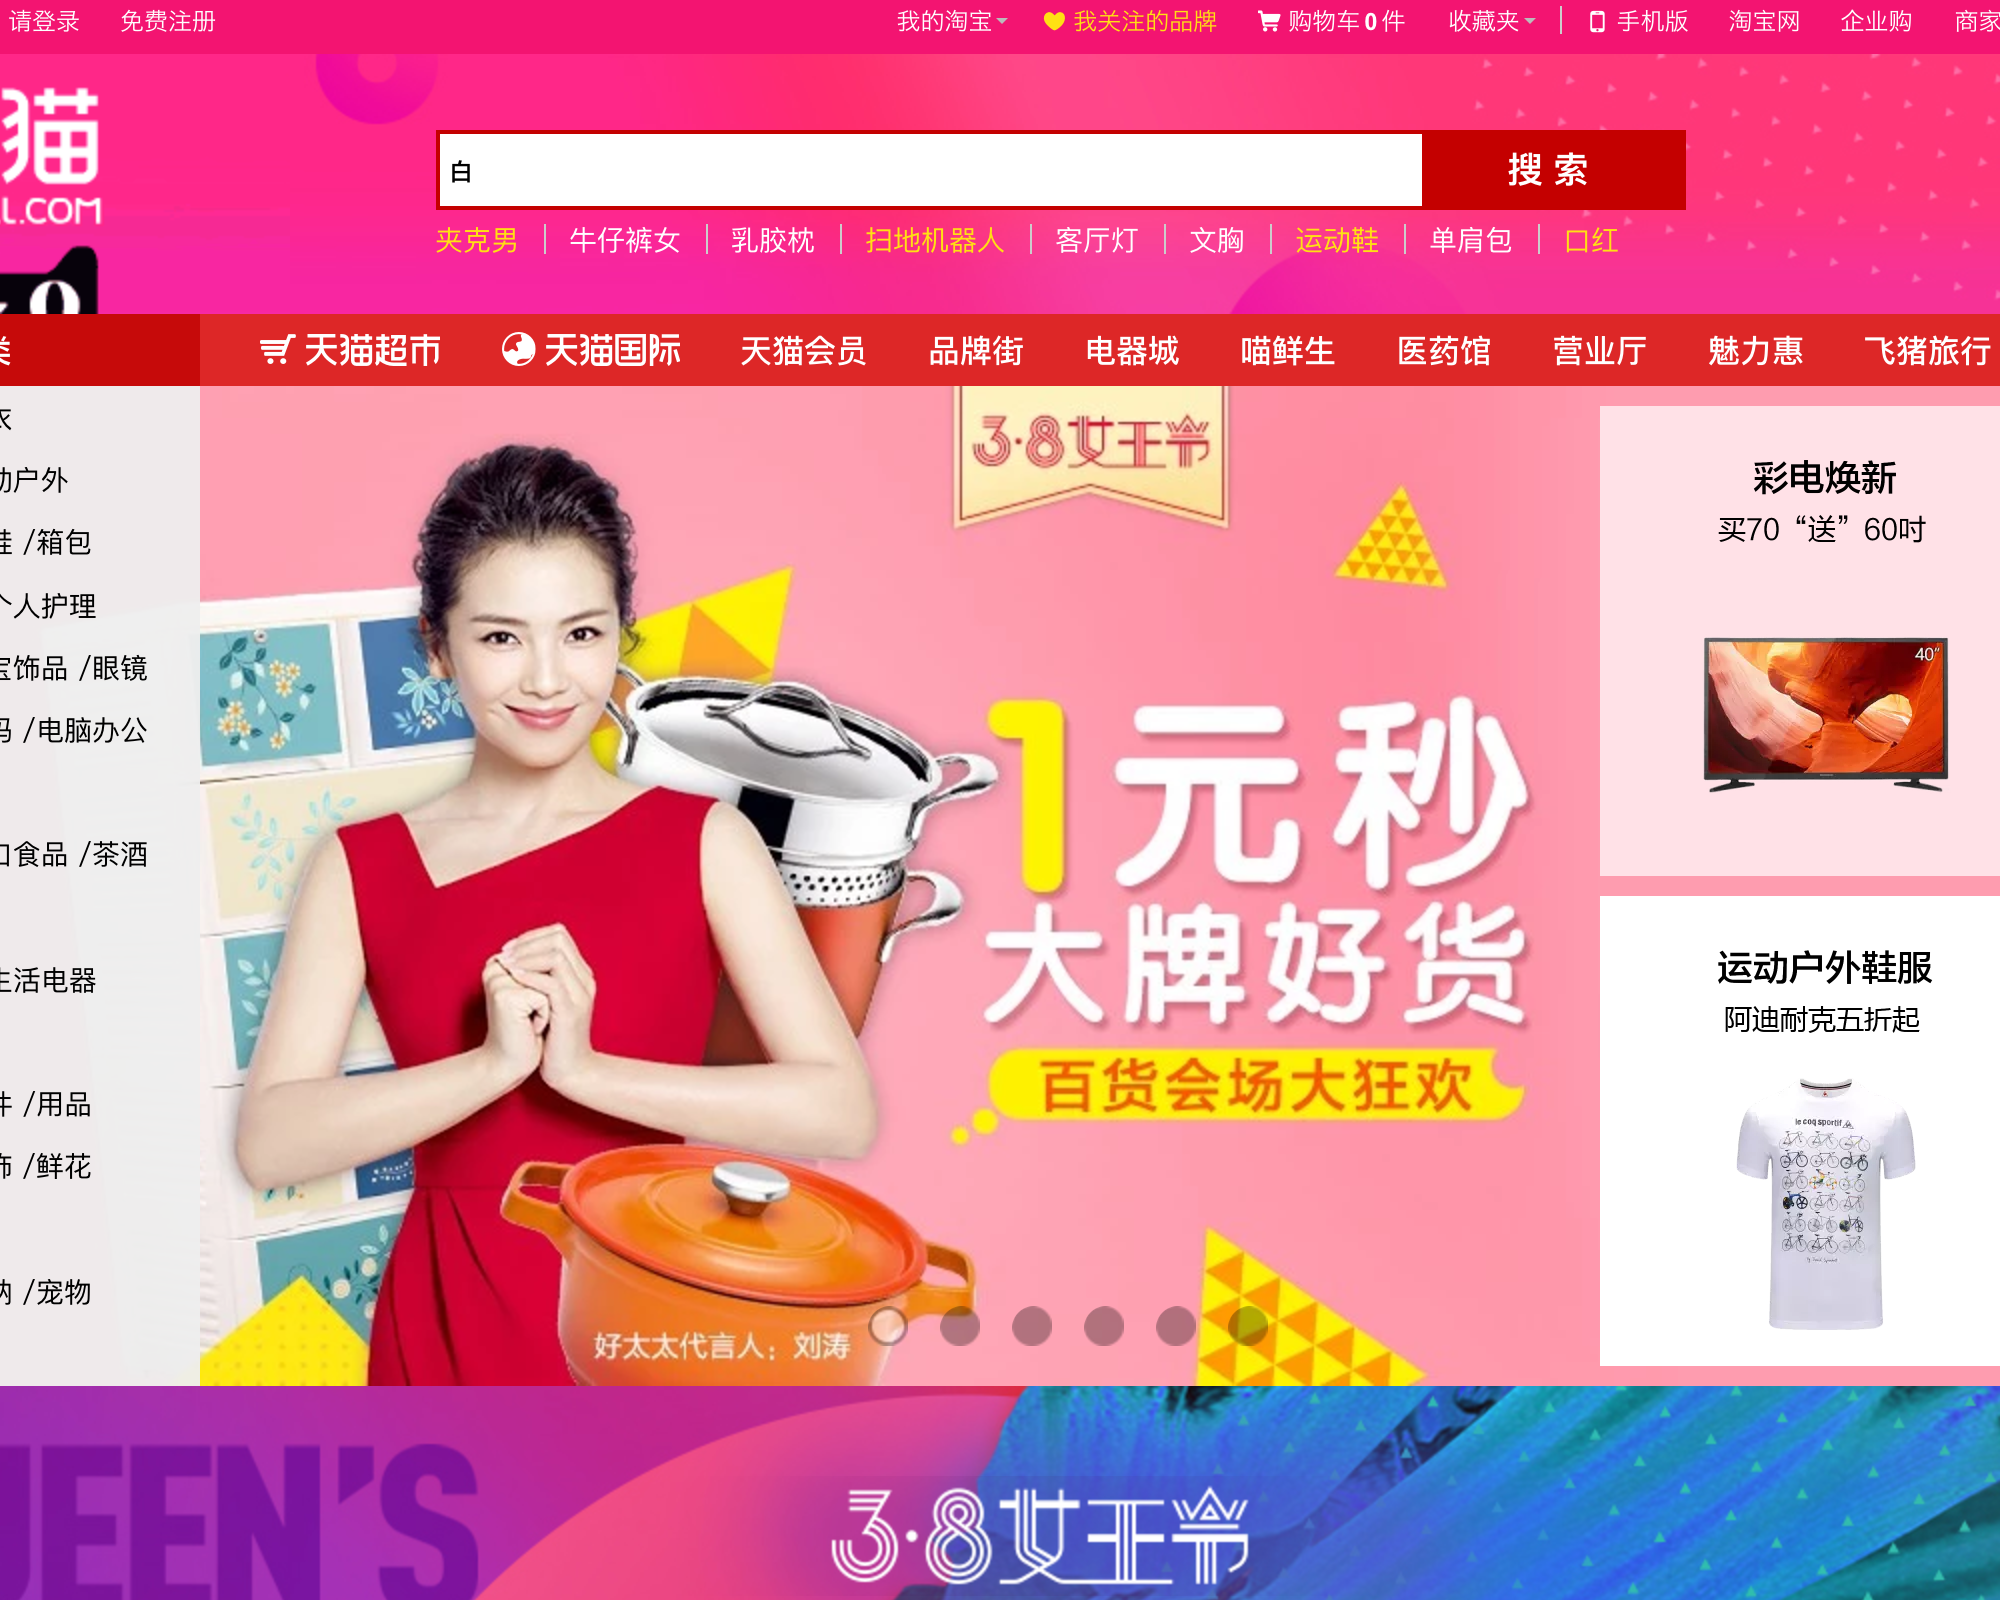 请登录 免费注册 我的淘宝 我关注的品牌 购物车0件 收藏夹 手机版 淘宝网 企业购 商家
猫
L.COM
白 搜 索
夹克男 牛仔裤女 乳胶枕 扫地机器人 客厅灯 文胸 运动鞋 单肩包 口红
类 天猫超市 天猫国际 天猫会员 品牌街 电器城 喵鲜生 医药馆 营业厅 魅力惠 飞猪旅行
衣
动户外
鞋 /箱包
个人护理
宝饰品 /眼镜
码 /电脑办公
口食品 /茶酒
生活电器
件 /用品
饰 /鲜花
纳 /宠物
3·8女王节
1元秒
大牌好货
百货会场大狂欢
好太太代言人：刘涛
彩电焕新
买70“送”60吋
40”
运动户外鞋服
阿迪耐克五折起
le coq sportif
UEEN'S
3·8女王节